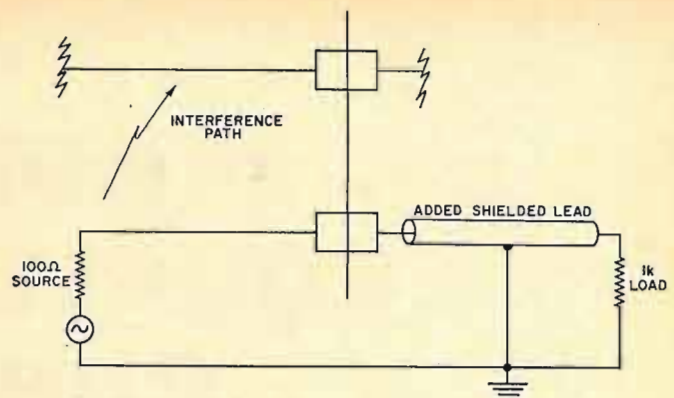 INTERFERENCE
PATH
ADDED SHIELDED LEAD
100Ω
SOURCE
1k
LOAD